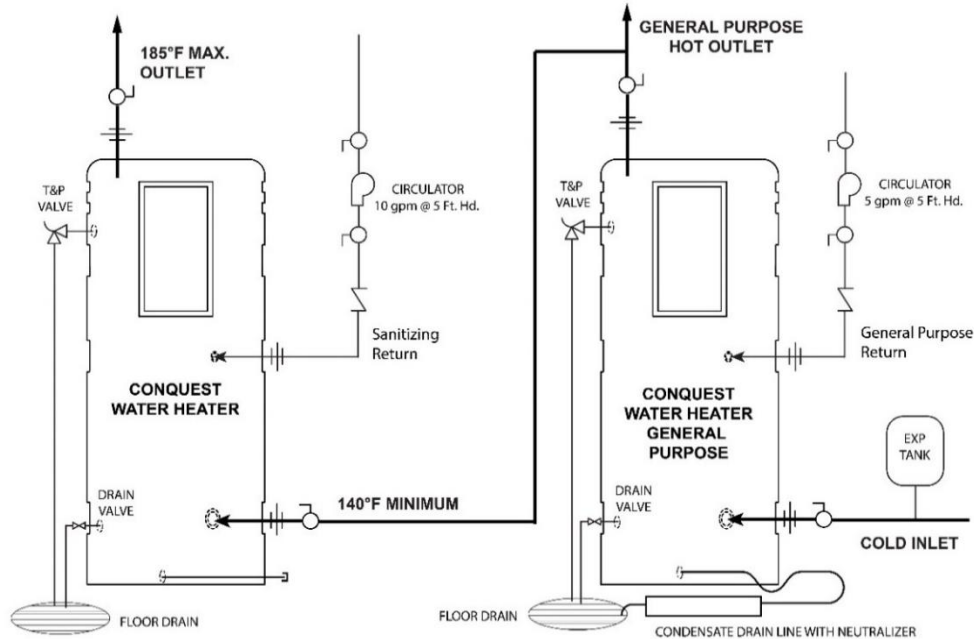 185°F MAX.
OUTLET
GENERAL PURPOSE
HOT OUTLET
T&P
VALVE
CIRCULATOR
10 gpm @ 5 Ft. Hd.
T&P
VALVE
CIRCULATOR
5 gpm @ 5 Ft. Hd.
Sanitizing
Return
General Purpose
Return
CONQUEST
WATER HEATER
CONQUEST
WATER HEATER
GENERAL
PURPOSE
EXP
TANK
DRAIN
VALVE
140°F MINIMUM
DRAIN
VALVE
COLD INLET
FLOOR DRAIN
FLOOR DRAIN
CONDENSATE DRAIN LINE WITH NEUTRALIZER